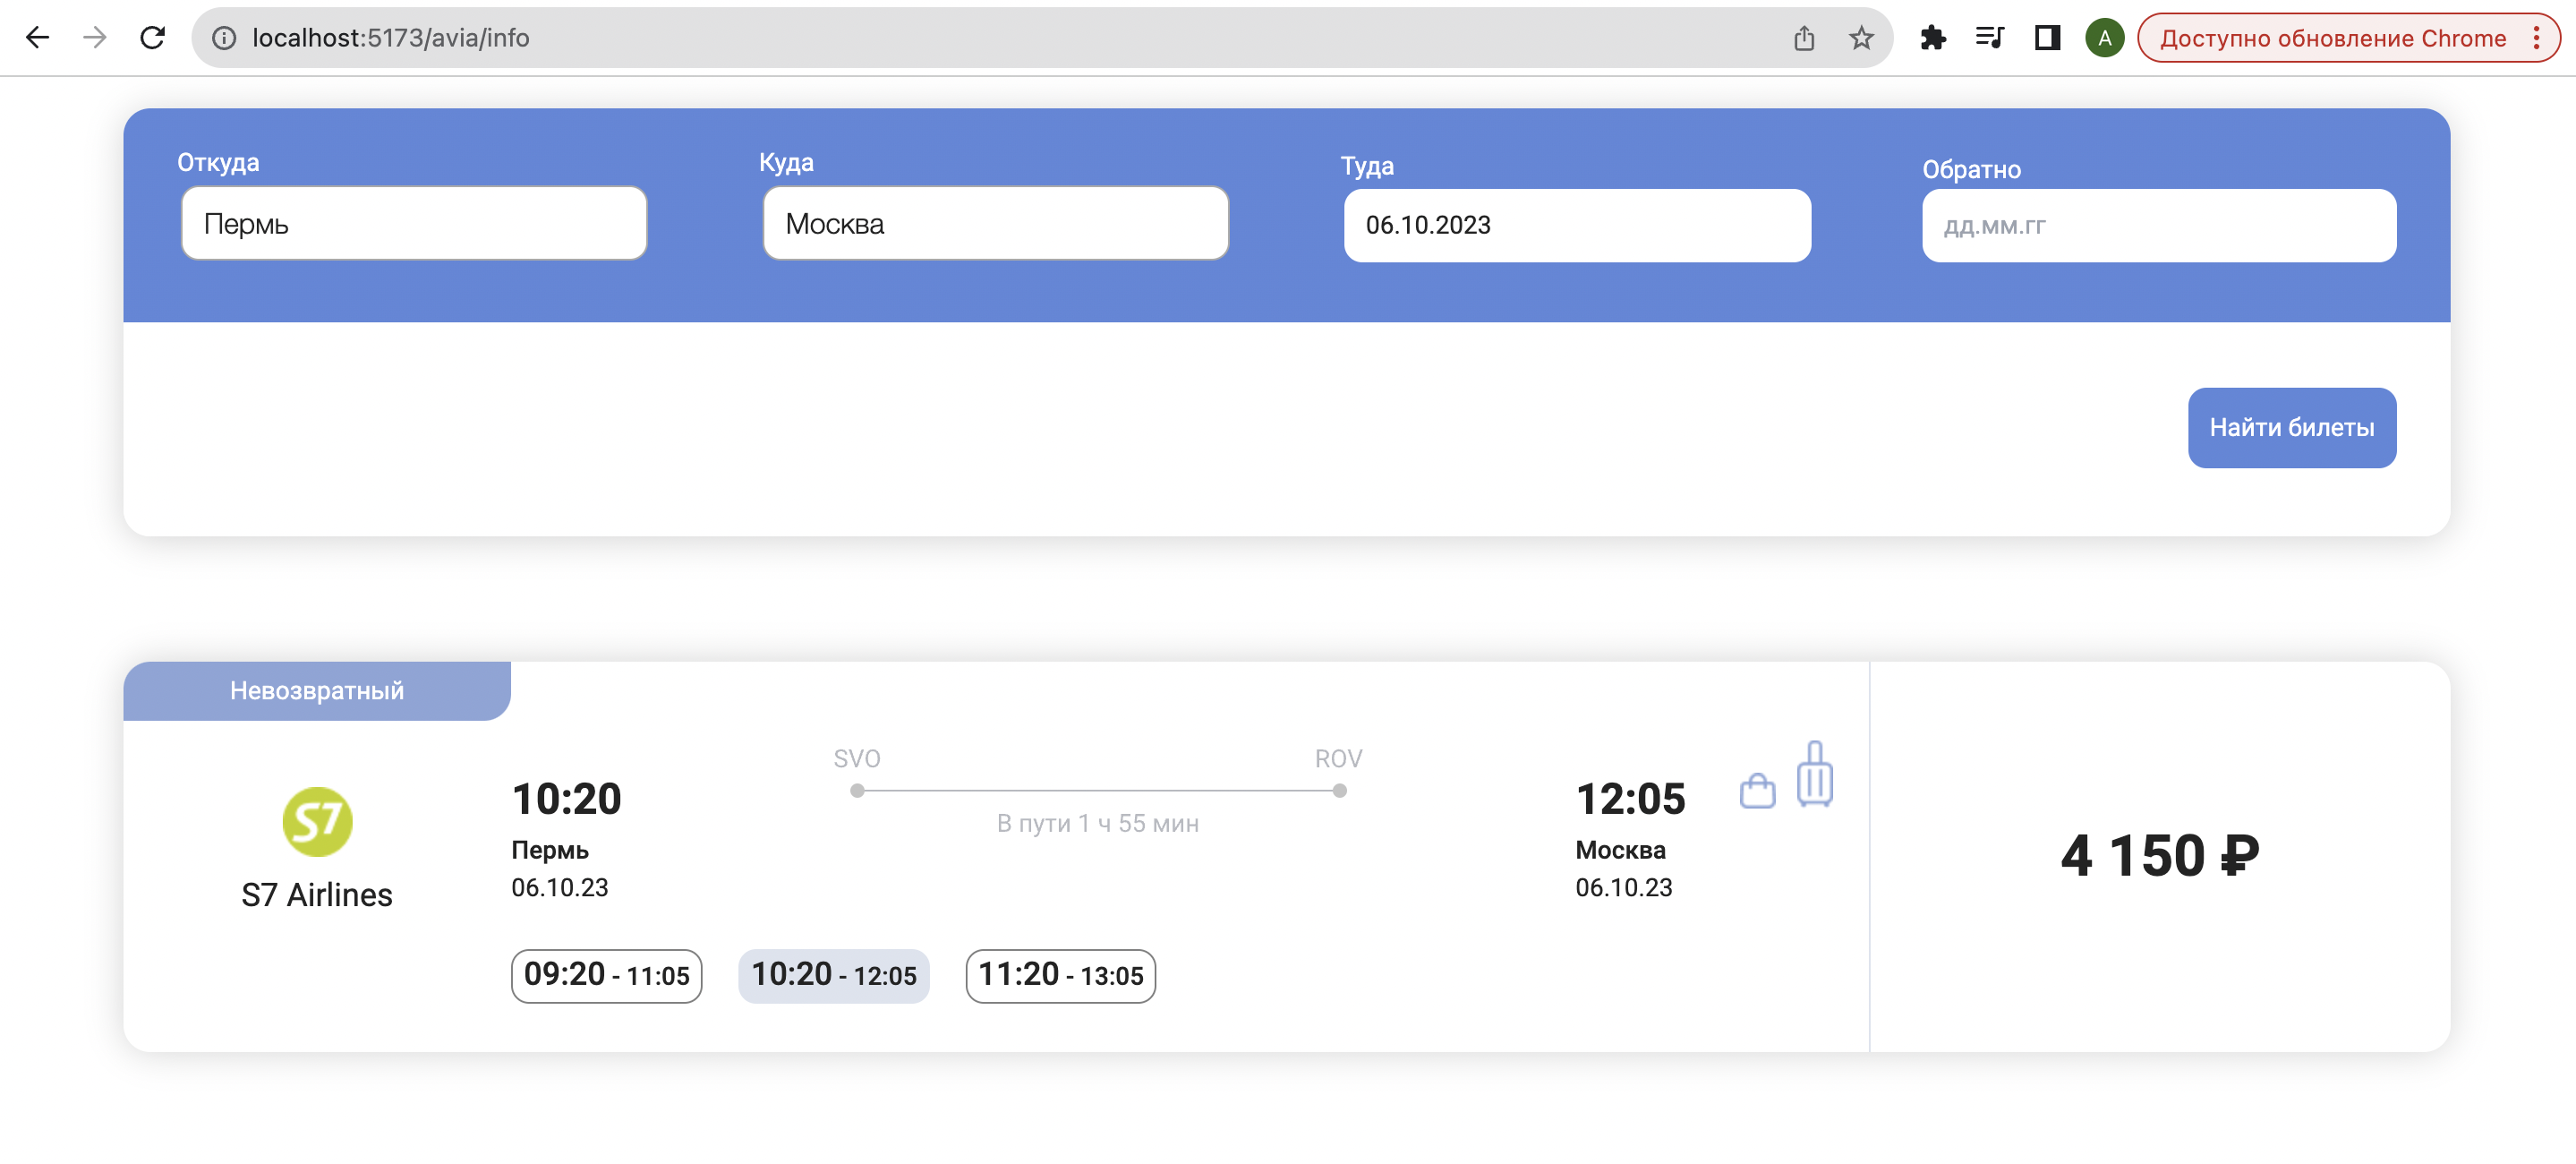 localhost:5173/avia/info
A
Доступно обновление Chrome
Откуда
Куда
Туда
Обратно
Пермь
Москва
06.10.2023
дд.мм.гг
Найти билеты
Невозвратный
S7
S7 Airlines
10:20
Пермь
06.10.23
SVO
ROV
В пути 1 ч 55 мин
12:05
Москва
06.10.23
09:20 - 11:05
10:20 - 12:05
11:20 - 13:05
4 150 ₽